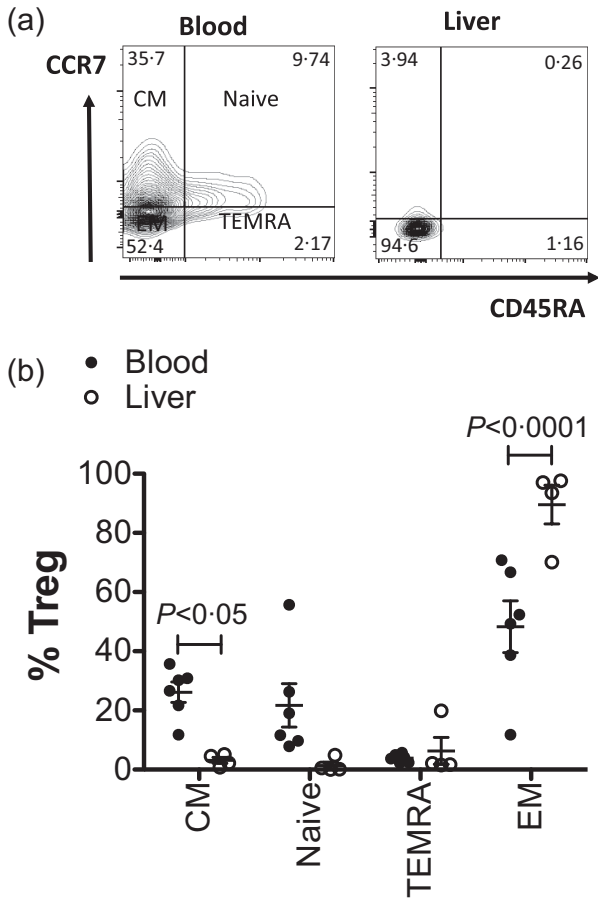 (a)
Blood
Liver
CCR7
35·7
9·74
CM
Naive
EM
TEMRA
52·4
2·17
3·94
0·26
94·6
1·16
CD45RA
(b)
Blood
Liver
P<0·0001
P<0·05
% Treg
100
80
60
40
20
0
CM
Naive
TEMRA
EM